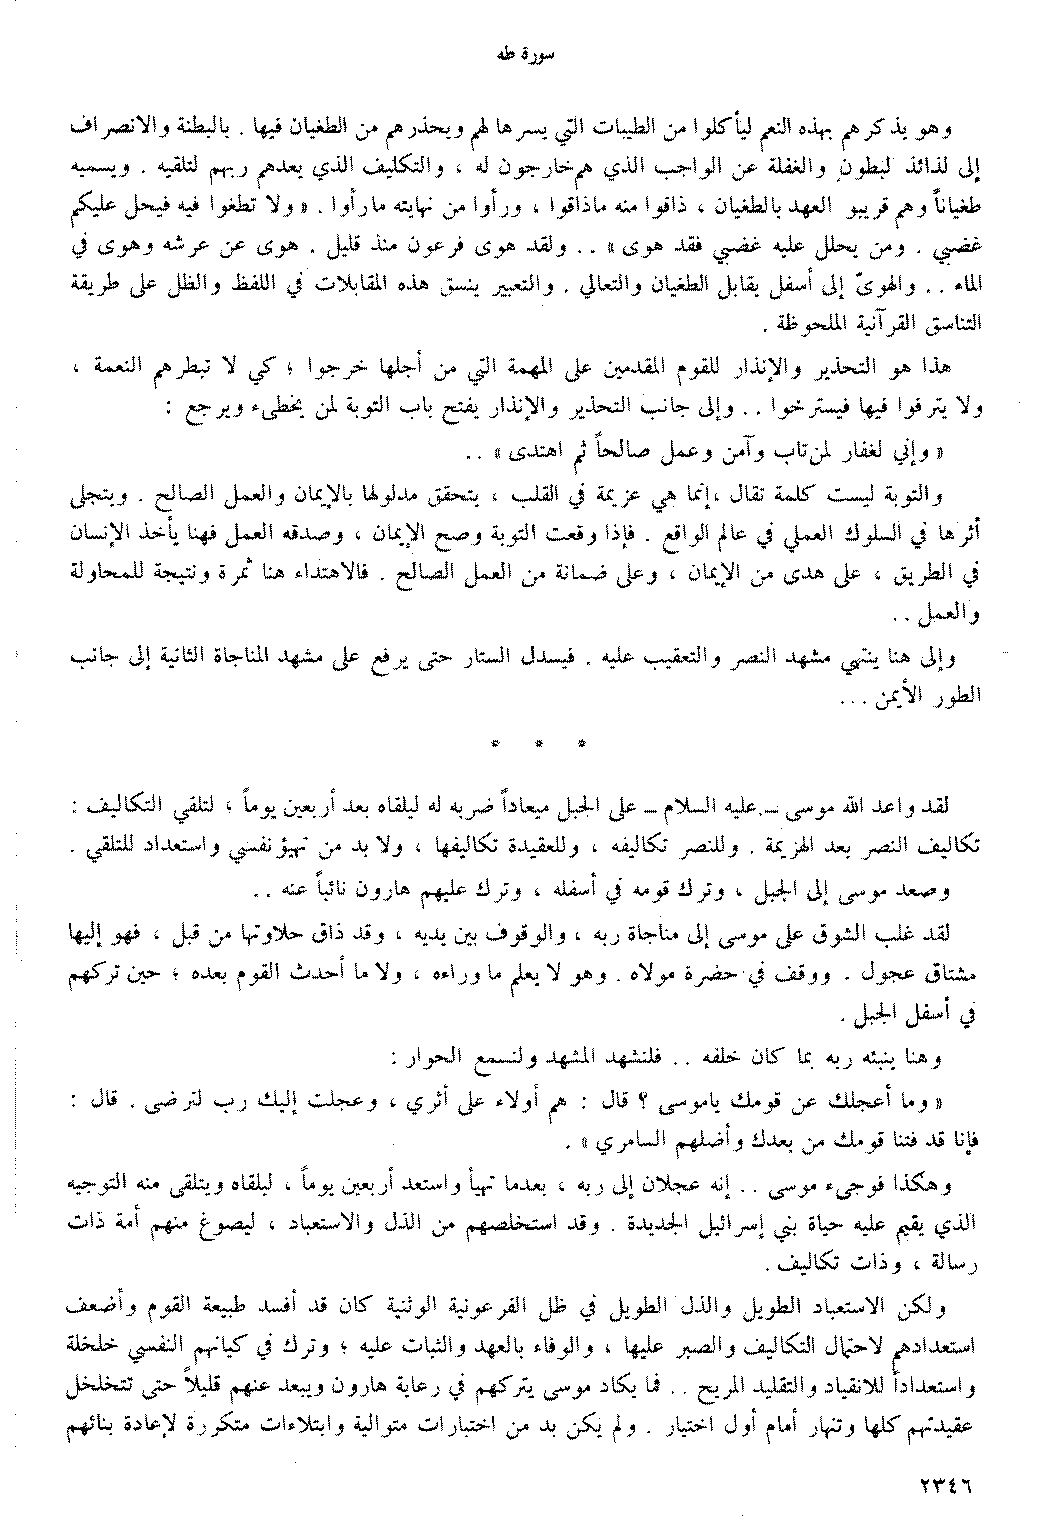 سورة طه
وهو يذكرهم بهذه النعم ليأكلوا من الطيبات التي يسرها لهم ويحذرهم من الطغيان فيها . بالبطنة والانصراف
إلى لذائذ لبطون والغفلة عن الواجب الذي هم خارجون له ، والتكليف الذي يعدهم ربهم لتلقيه . ويسميه
طغياناً وهم قريبو العهد بالطغيان ، ذاقوا منه ماذاقوا ، ورأوا من نهايته مارأوا . « ولا تطغوا فيه فيحل عليكم
غضبي . ومن يحلل عليه غضبي فقد هوى » .. ولقد هوى فرعون منذ قليل . هوى عن عرشه وهوى في
الماء .. والهويّ إلى أسفل يقابل الطغيان والتعالي . والتعبير ينسق هذه المقابلات في اللفظ والظل على طريقة
التناسق القرآنية الملحوظة .
هذا هو التحذير والإنذار للقوم المقدمين على المهمة التي من أجلها خرجوا ؛ كي لا تبطرهم النعمة ،
ولا يترفوا فيها فيسترخوا .. وإلى جانب التحذير والإنذار يفتح باب التوبة لمن يخطىء ويرجع :
« وإني لغفار لمن تاب وآمن وعمل صالحاً ثم اهتدى » ..
والتوبة ليست كلمة تقال ،إنما هي عزيمة في القلب ، يتحقق مدلولها بالإيمان والعمل الصالح . ويتجلى
أثرها في السلوك العملي في عالم الواقع . فإذا وقعت التوبة وصح الإيمان ، وصدقه العمل فهنا يأخذ الإنسان
في الطريق ، على هدى من الإيمان ، وعلى ضمانة من العمل الصالح . فالاهتداء هنا ثمرة ونتيجة للمحاولة
والعمل ..
وإلى هنا ينتهي مشهد النصر والتعقيب عليه . فيسدل الستار حتى يرفع على مشهد المناجاة الثانية إلى جانب
الطور الأيمن ...
* * *
لقد واعد الله موسى – عليه السلام – على الجبل ميعاداً ضربه له ليلقاه بعد أربعين يوماً ؛ لتلقي التكاليف :
تكاليف النصر بعد الهزيمة . وللنصر تكاليفه ، وللعقيدة تكاليفها ، ولا بد من تهيؤ نفسي واستعداد للتلقي .
وصعد موسى إلى الجبل ، وترك قومه في أسفله ، وترك عليهم هارون نائباً عنه ..
لقد غلب الشوق على موسى إلى مناجاة ربه ، والوقوف بين يديه ، وقد ذاق حلاوتها من قبل ، فهو إليها
مشتاق عجول . ووقف في حضرة مولاه . وهو لا يعلم ما وراءه ، ولا ما أحدث القوم بعده ؛ حين تركهم
في أسفل الجبل .
وهنا ينبئه ربه بما كان خلفه .. فلنشهد المشهد ولنسمع الحوار :
« وما أعجلك عن قومك ياموسى ؟ قال : هم أولاء على أثري ، وعجلت إليك رب لترضى . قال :
فإنا قد فتنا قومك من بعدك وأضلهم السامري » .
وهكذا فوجىء موسى .. إنه عجلان إلى ربه ، بعدما تهيأ واستعد أربعين يوماً ، ليلقاه ويتلقى منه التوجيه
الذي يقيم عليه حياة بني إسرائيل الجديدة . وقد استخلصهم من الذل والاستعباد ، ليصوغ منهم أمة ذات
رسالة ، وذات تكاليف .
ولكن الاستعباد الطويل والذل الطويل في ظل الفرعونية الوثنية كان قد أفسد طبيعة القوم وأضعف
استعدادهم لاحتمال التكاليف والصبر عليها ، والوفاء بالعهد والثبات عليه ؛ وترك في كيانهم النفسي خلخلة
واستعداداً للانقياد والتقليد المريح .. فما يكاد موسى يتركهم في رعاية هارون ويبعد عنهم قليلاً حتى تتخلخل
عقيدتهم كلها وتنهار أمام أول اختبار . ولم يكن بد من اختبارات متوالية وابتلاءات متكررة لإعادة بنائهم
٢٣٤٦